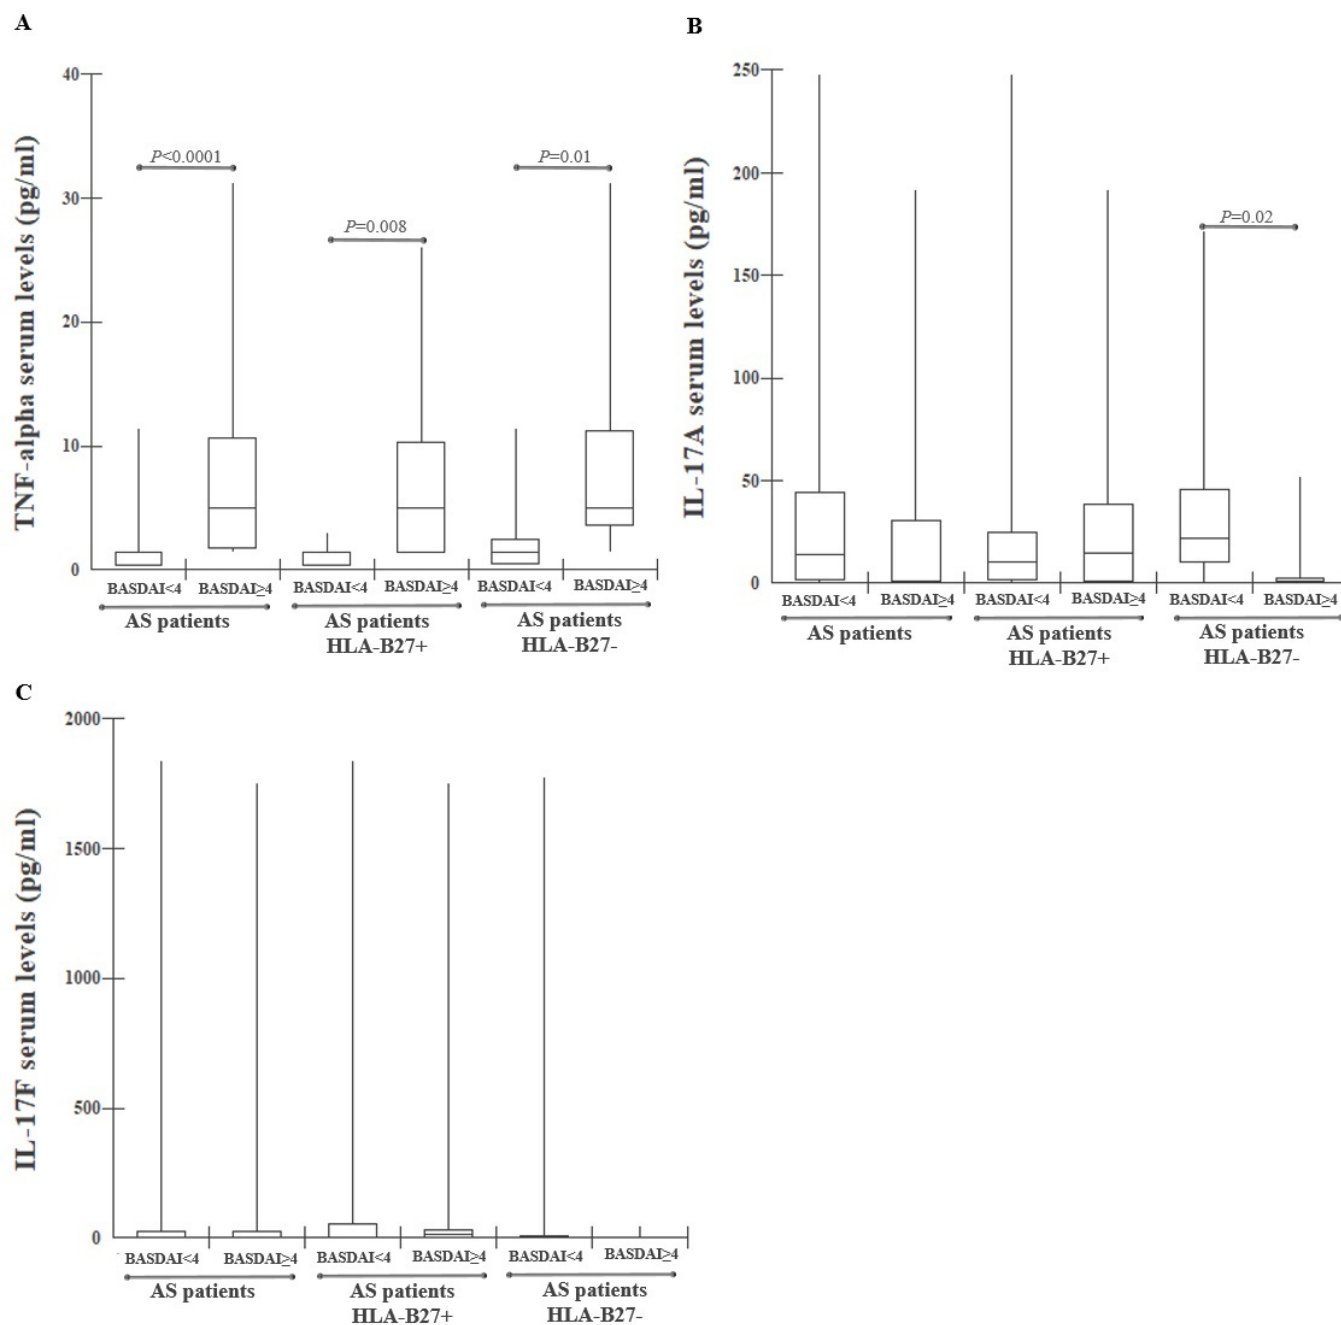 A
TNF-alpha serum levels (pg/ml)
40
30
20
10
0
P<0.0001
P=0.008
P=0.01
BASDAI<4 BASDAI≥4 BASDAI<4 BASDAI≥4 BASDAI<4 BASDAI≥4
AS patients AS patients AS patients
HLA-B27+ HLA-B27-
B
IL-17A serum levels (pg/ml)
250
200
150
100
50
0
P=0.02
BASDAI<4 BASDAI≥4 BASDAI<4 BASDAI≥4 BASDAI<4 BASDAI≥4
AS patients AS patients AS patients
HLA-B27+ HLA-B27-
C
IL-17F serum levels (pg/ml)
2000
1500
1000
500
0
BASDAI<4 BASDAI≥4 BASDAI<4 BASDAI≥4 BASDAI<4 BASDAI≥4
AS patients AS patients AS patients
HLA-B27+ HLA-B27-